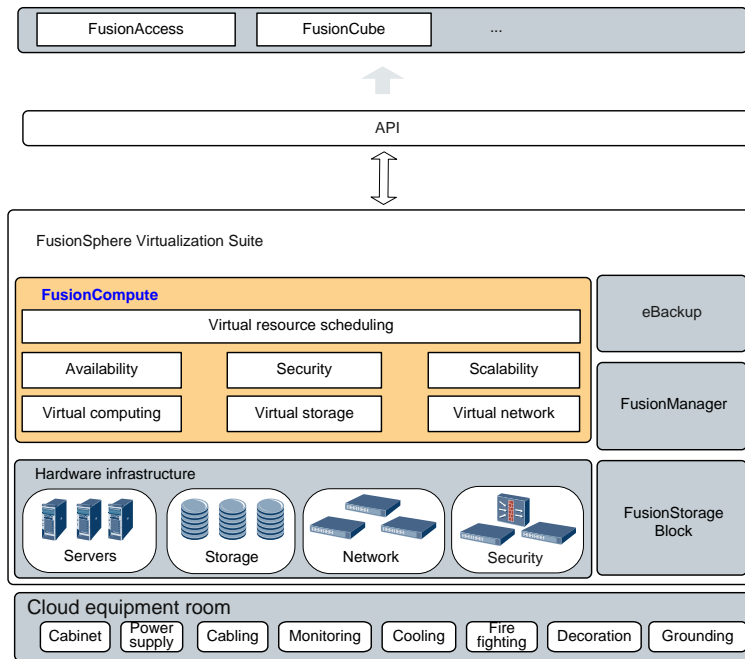 FusionAccess
FusionCube
...
API
FusionSphere Virtualization Suite
FusionCompute
Virtual resource scheduling
Availability
Security
Scalability
Virtual computing
Virtual storage
Virtual network
eBackup
FusionManager
FusionStorage
Block
Hardware infrastructure
Servers
Storage
Network
Security
Cloud equipment room
Cabinet
Power
supply
Cabling
Monitoring
Cooling
Fire
fighting
Decoration
Grounding